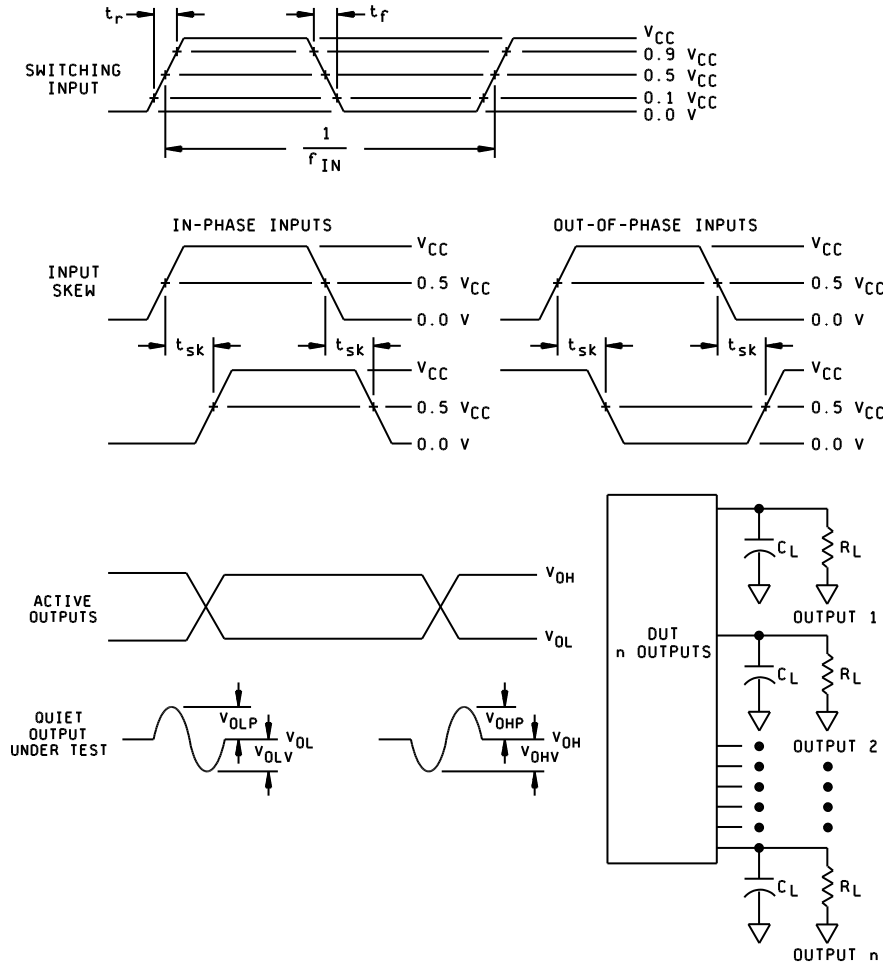 tr
tf
VCC
0.9 VCC
SWITCHING
INPUT
0.5 VCC
0.1 VCC
0.0 V
1
fIN
IN-PHASE INPUTS
OUT-OF-PHASE INPUTS
INPUT
SKEW
VCC
0.5 VCC
0.0 V
VCC
0.5 VCC
0.0 V
tsk
tsk
tsk
tsk
VCC
0.5 VCC
0.0 V
VCC
0.5 VCC
0.0 V
ACTIVE
OUTPUTS
VOH
VOL
QUIET
OUTPUT
UNDER TEST
VOLP
VOL
VOLV
VOHP
VOH
VOHV
DUT
n OUTPUTS
CL
RL
OUTPUT 1
CL
RL
OUTPUT 2
CL
RL
OUTPUT n